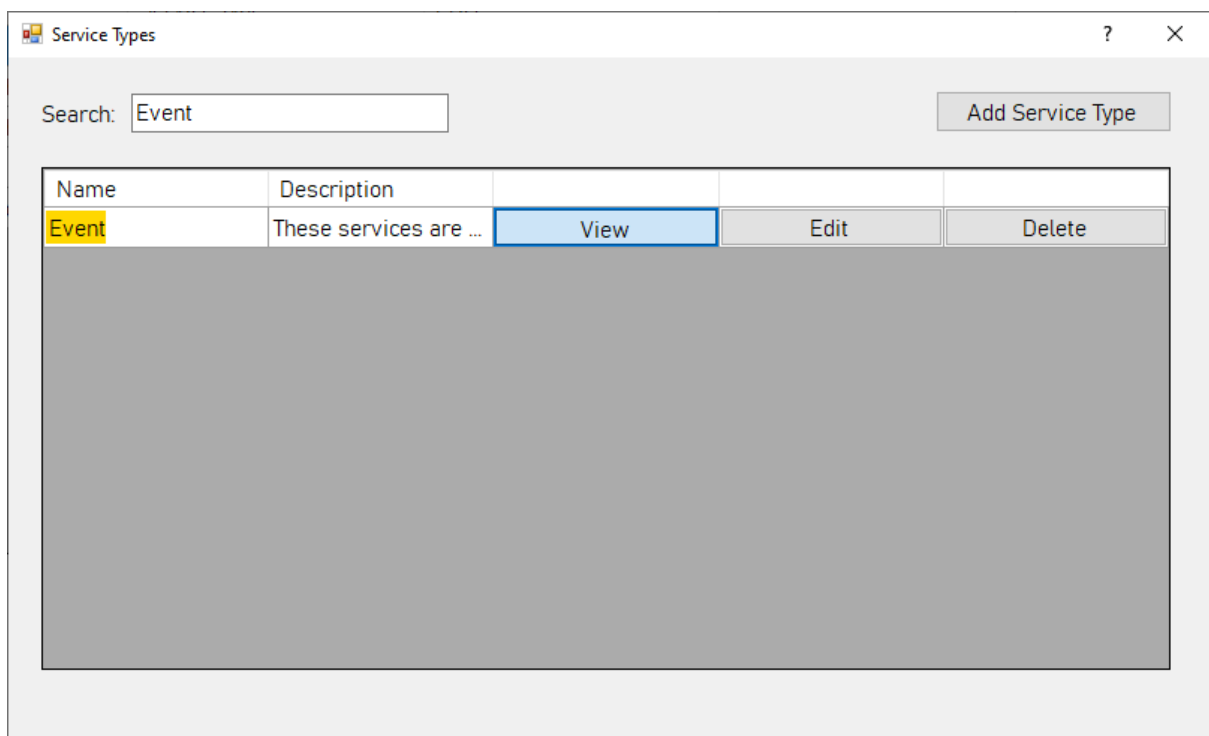 Service Types ?
Search: Event Add Service Type
Name Description
Event These services are ... View Edit Delete